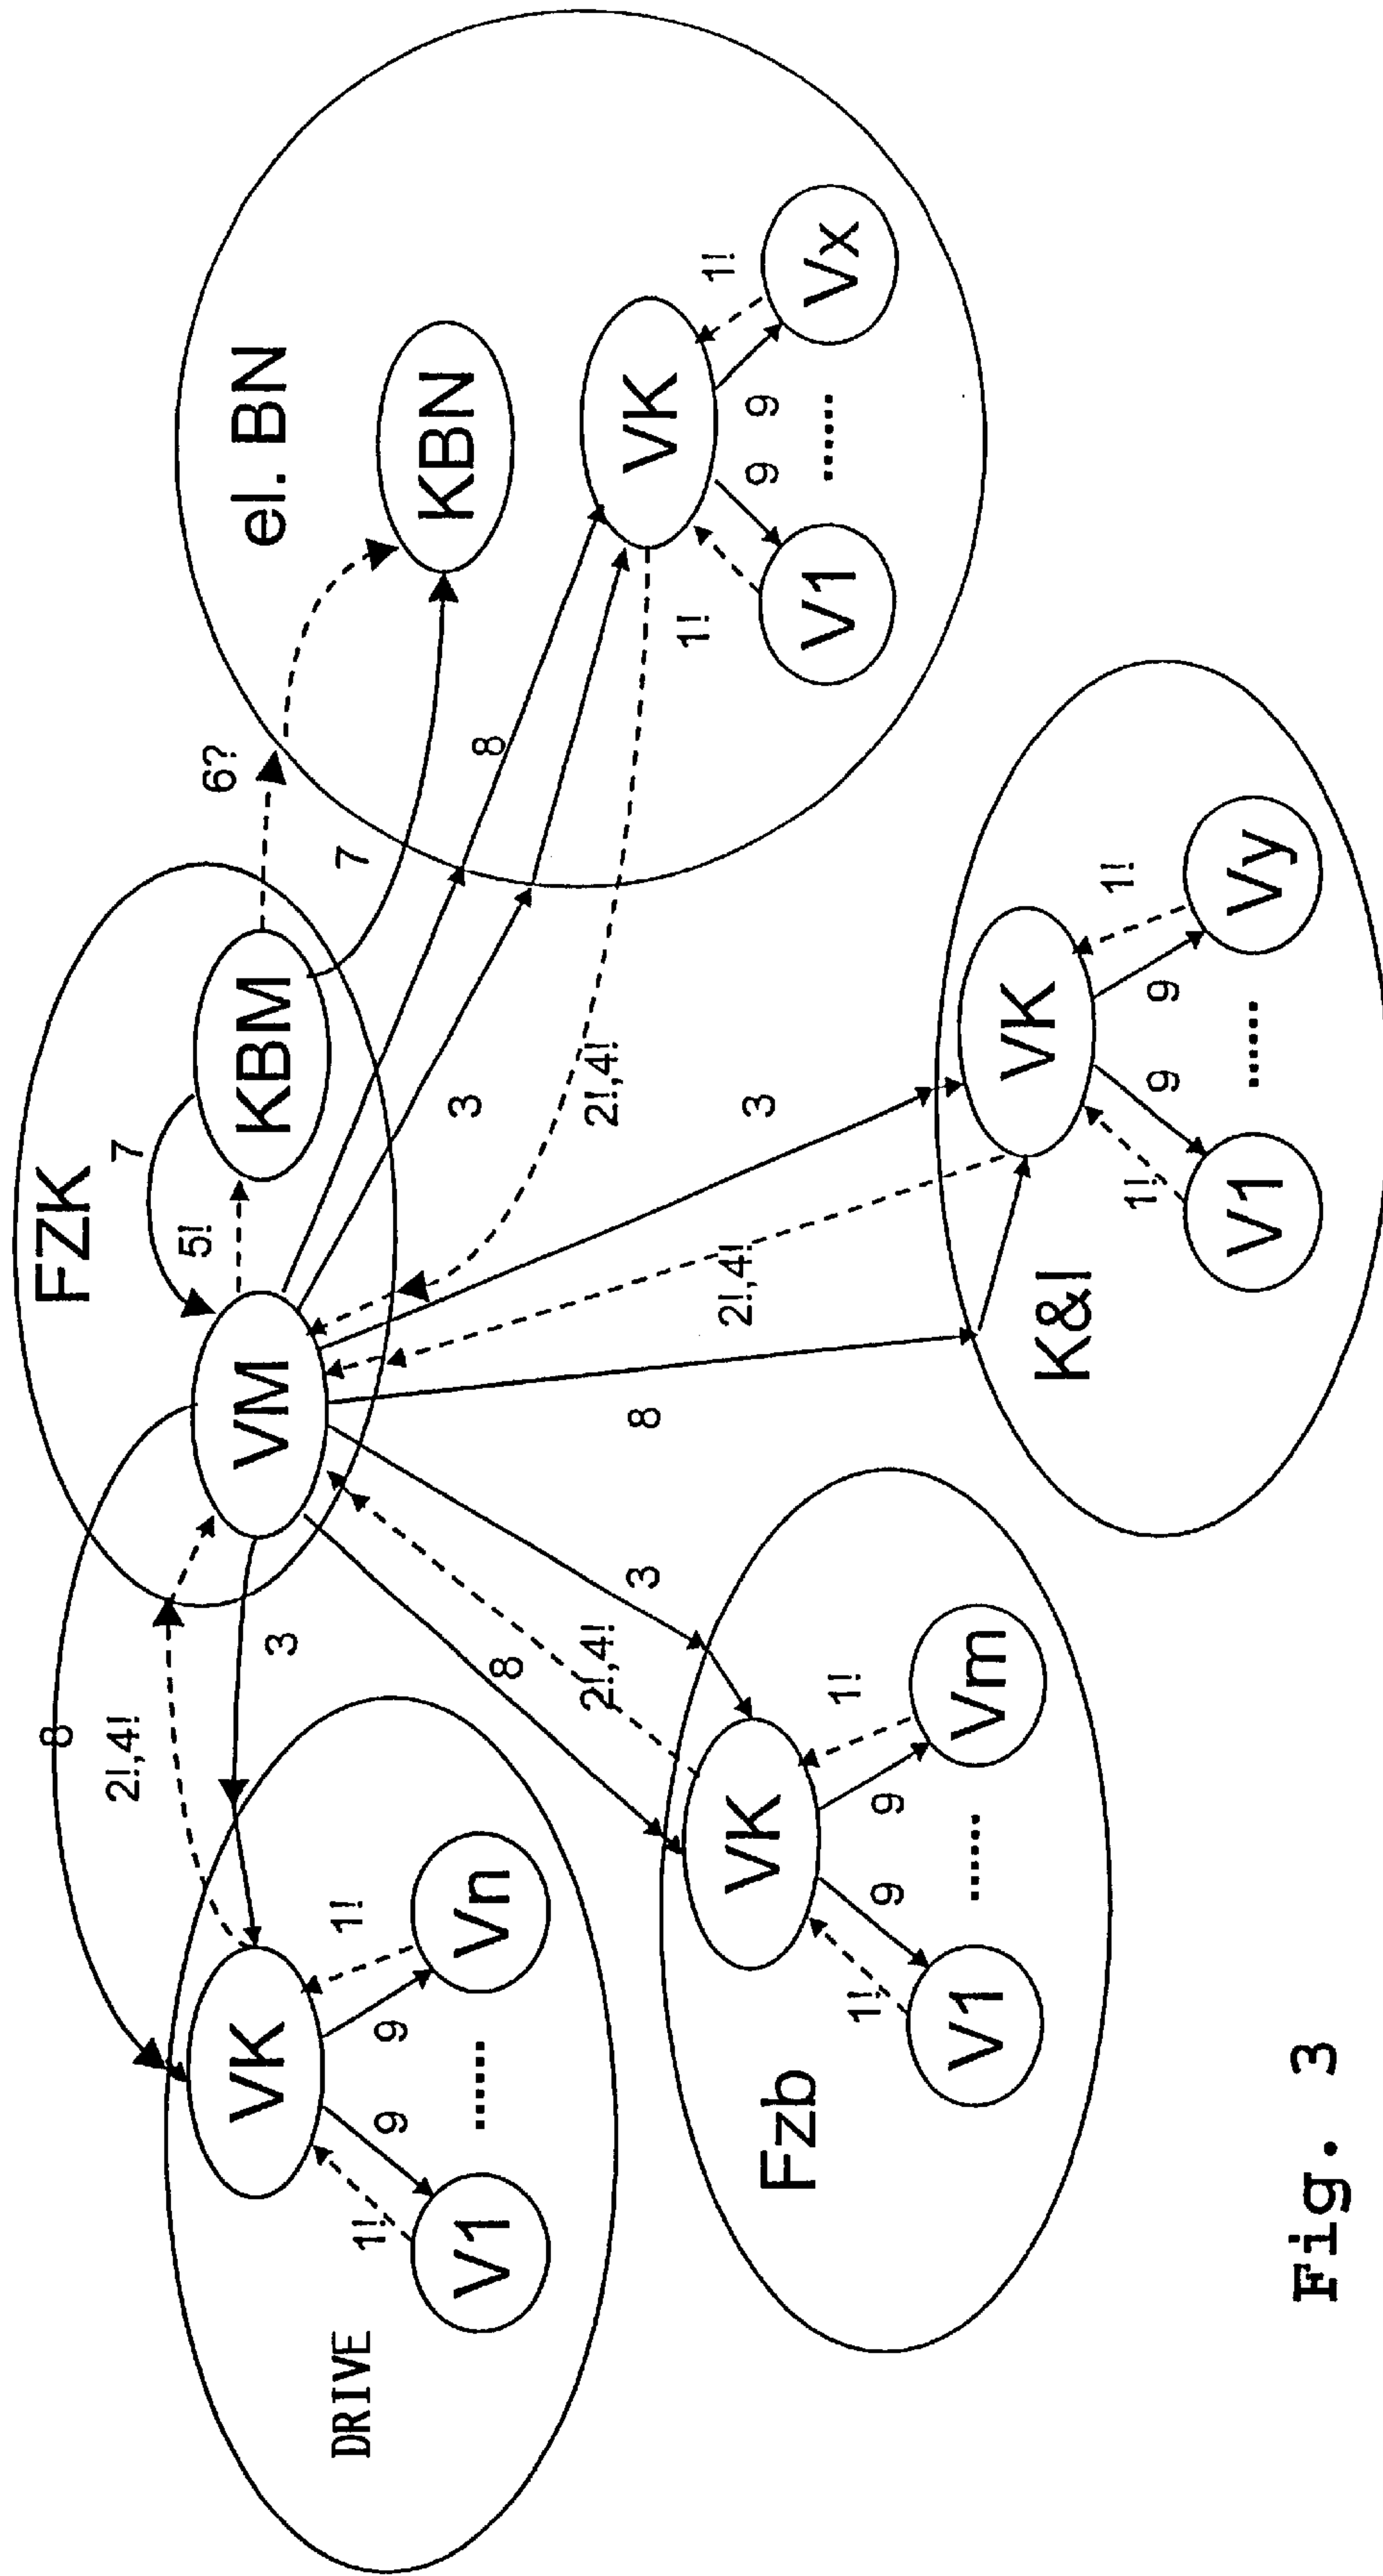 FZK
VM
KBM
5!
7
6?
7
el. BN
KBN
VK
V1
......
Vx
1!
9
9
1!
8
3
2!,4!
8
2!,4!
3
DRIVE
VK
V1
......
Vn
1!
9
9
1!
3
8
2!,4!
Fzb
VK
V1
......
Vm
1!
9
9
1!
3
8
2!,4!
K&I
VK
V1
......
Vy
1!
9
9
1!
Fig. 3